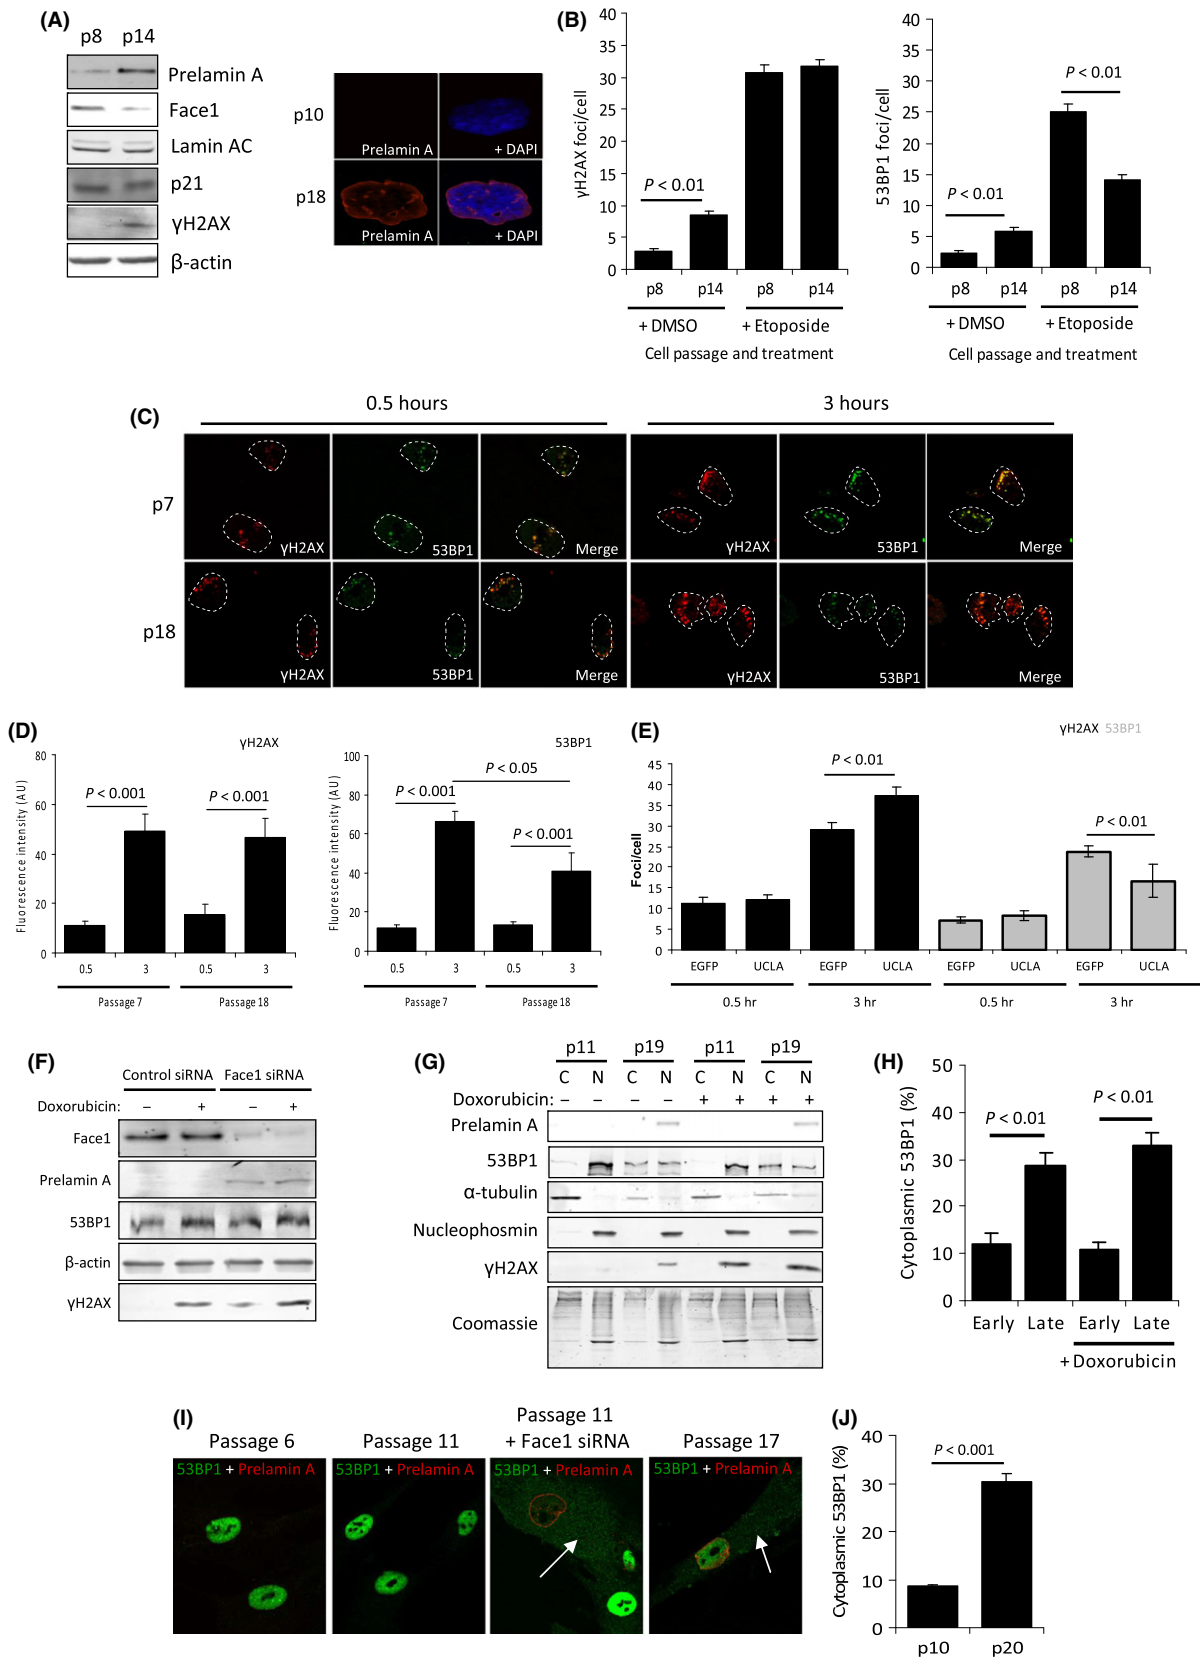 (A)
p8 p14
Prelamin A
Face1
Lamin AC
p21
γH2AX
β-actin
p10
Prelamin A
+ DAPI
p18
Prelamin A
+ DAPI
(B)
γH2AX foci/cell
40
35
30
25
20
15
10
5
0
P < 0.01
p8 p14 p8 p14
+ DMSO + Etoposide
Cell passage and treatment
53BP1 foci/cell
40
35
30
25
20
15
10
5
0
P < 0.01
P < 0.01
p8 p14 p8 p14
+ DMSO + Etoposide
Cell passage and treatment
(C)
0.5 hours 3 hours
p7
γH2AX 53BP1 Merge γH2AX 53BP1 Merge
p18
γH2AX 53BP1 Merge γH2AX 53BP1 Merge
(D)
γH2AX
Fluorescence intensity (AU)
80
60
40
20
0
P < 0.001
P < 0.001
0.5 3 0.5 3
Passage 7 Passage 18
53BP1
Fluorescence intensity (AU)
100
80
60
40
20
0
P < 0.05
P < 0.001
P < 0.001
0.5 3 0.5 3
Passage 7 Passage 18
(E)
γH2AX 53BP1
Foci/cell
45
40
35
30
25
20
15
10
5
0
P < 0.01
P < 0.01
EGFP UCLA EGFP UCLA EGFP UCLA EGFP UCLA
0.5 hr 3 hr 0.5 hr 3 hr
(F)
Control siRNA Face1 siRNA
Doxorubicin: – + – +
Face1
Prelamin A
53BP1
β-actin
γH2AX
(G)
p11 p19 p11 p19
C N C N C N C N
Doxorubicin: – – – – + + + +
Prelamin A
53BP1
α-tubulin
Nucleophosmin
γH2AX
Coomassie
(H)
Cytoplasmic 53BP1 (%)
50
40
30
20
10
0
P < 0.01
P < 0.01
Early Late Early Late
+ Doxorubicin
(I)
Passage 6
Passage 11
Passage 11
+ Face1 siRNA
Passage 17
53BP1 + Prelamin A
53BP1 + Prelamin A
53BP1 + Prelamin A
53BP1 + Prelamin A
(J)
Cytoplasmic 53BP1 (%)
40
30
20
10
0
P < 0.001
p10 p20